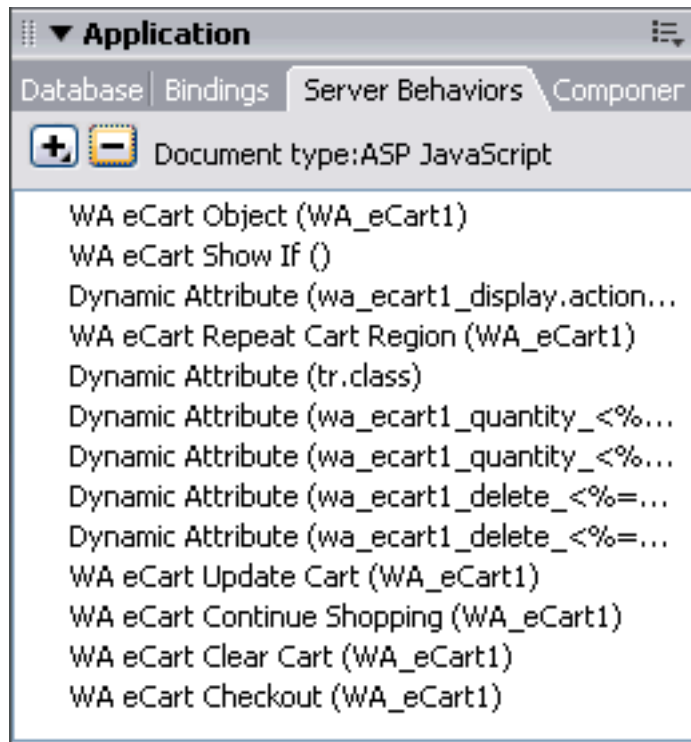 Application
Database Bindings Server Behaviors Componer
Document type:ASP JavaScript
WA eCart Object (WA_eCart1)
WA eCart Show If ()
Dynamic Attribute (wa_ecart1_display.action...
WA eCart Repeat Cart Region (WA_eCart1)
Dynamic Attribute (tr.class)
Dynamic Attribute (wa_ecart1_quantity_<%...
Dynamic Attribute (wa_ecart1_quantity_<%...
Dynamic Attribute (wa_ecart1_delete_<%=...
Dynamic Attribute (wa_ecart1_delete_<%=...
WA eCart Update Cart (WA_eCart1)
WA eCart Continue Shopping (WA_eCart1)
WA eCart Clear Cart (WA_eCart1)
WA eCart Checkout (WA_eCart1)